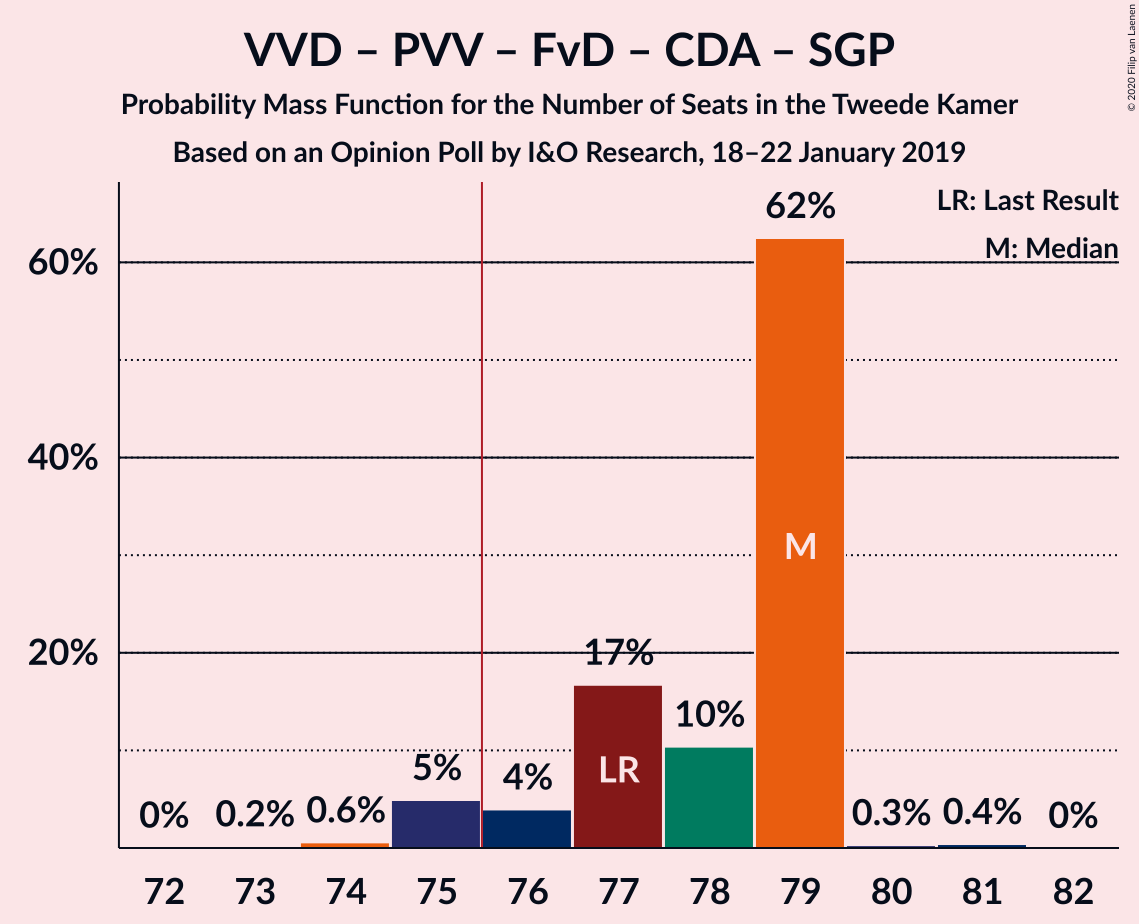 VVD – PVV – FvD – CDA – SGP
Probability Mass Function for the Number of Seats in the Tweede Kamer
Based on an Opinion Poll by I&O Research, 18–22 January 2019
© 2020 Filip van Laenen
LR: Last Result
M: Median
60%
40%
20%
0%
0.2%
0.6%
5%
4%
17%
10%
62%
0.3%
0.4%
0%
LR
M
72 73 74 75 76 77 78 79 80 81 82